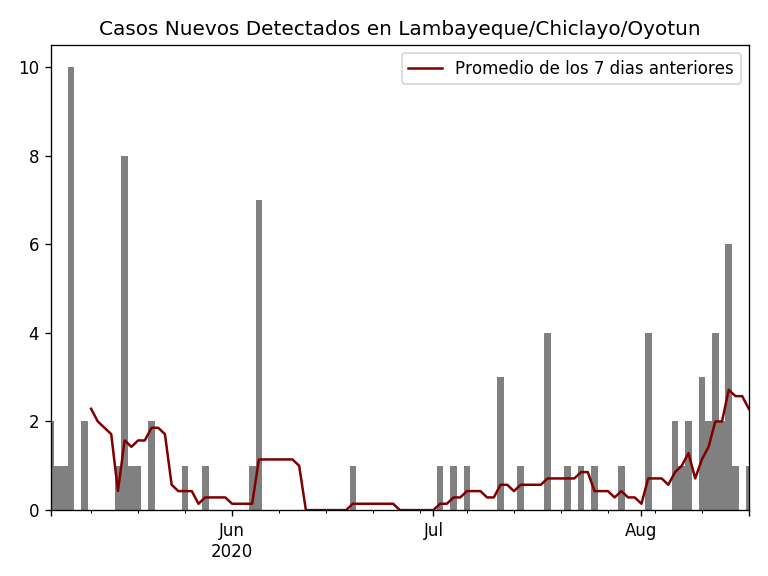 Casos Nuevos Detectados en Lambayeque/Chiclayo/Oyotun
Promedio de los 7 dias anteriores
10
8
6
4
2
0
Jun
2020
Jul
Aug